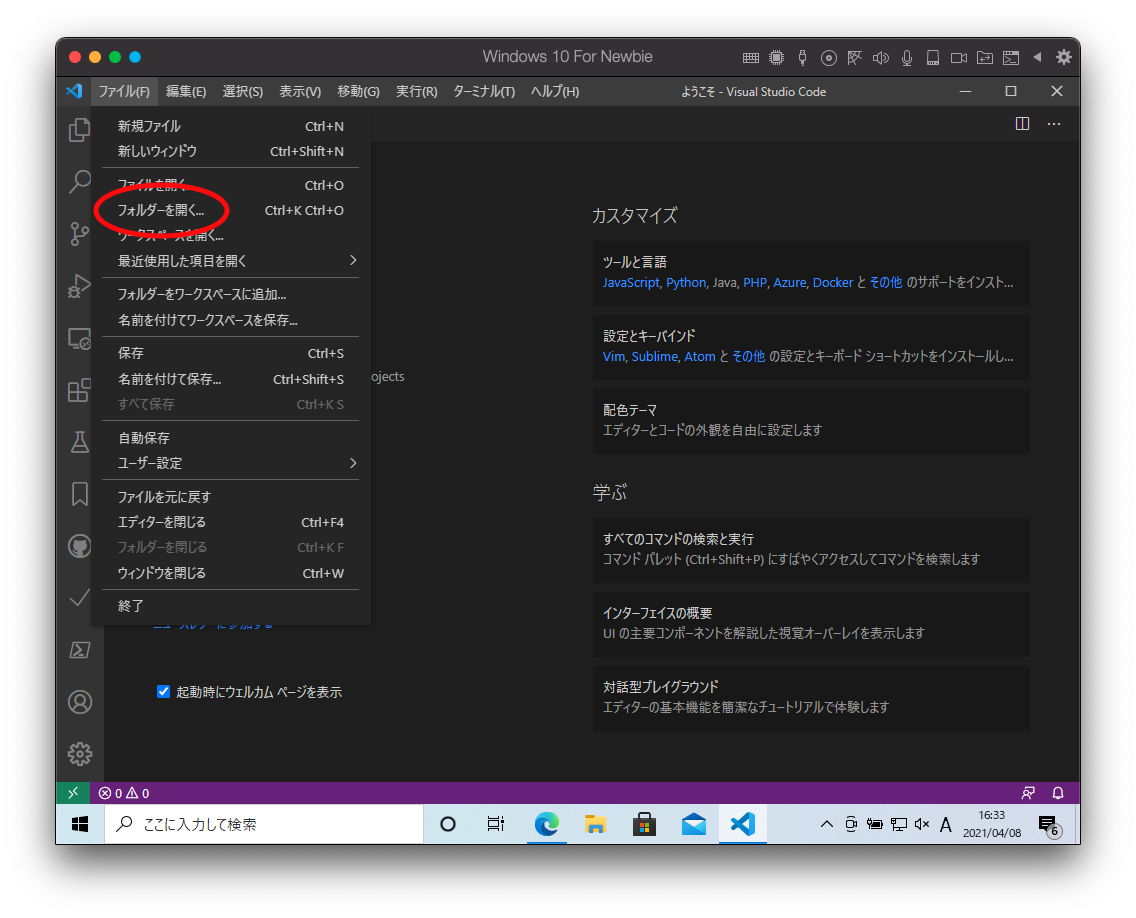 Windows 10 For Newbie
ファイル(F) 編集(E) 選択(S) 表示(V) 移動(G) 実行(R) ターミナル(T) ヘルプ(H) ようこそ - Visual Studio Code
新規ファイル Ctrl+N
新しいウィンドウ Ctrl+Shift+N
ファイルを開く... Ctrl+O
フォルダーを開く... Ctrl+K Ctrl+O
ワークスペースを開く...
最近使用した項目を開く
フォルダーをワークスペースに追加...
名前を付けてワークスペースを保存...
保存 Ctrl+S
名前を付けて保存... Ctrl+Shift+S
すべて保存 Ctrl+K S
自動保存
ユーザー設定
ファイルを元に戻す
エディターを閉じる Ctrl+F4
フォルダーを閉じる Ctrl+K F
ウィンドウを閉じる Ctrl+W
終了
ojects
ニュースレターに参加する
起動時にウェルカム ページを表示
カスタマイズ
ツールと言語
JavaScript, Python, Java, PHP, Azure, Docker と その他 のサポートをインスト...
設定とキーバインド
Vim, Sublime, Atom と その他 の設定とキーボード ショートカットをインストールし...
配色テーマ
エディターとコードの外観を自由に設定します
学ぶ
すべてのコマンドの検索と実行
コマンド パレット (Ctrl+Shift+P) にすばやくアクセスしてコマンドを検索します
インターフェイスの概要
UI の主要コンポーネントを解説した視覚オーバーレイを表示します
対話型プレイグラウンド
エディターの基本機能を簡潔なチュートリアルで体験します
0 0
ここに入力して検索
A
16:33
2021/04/08
6